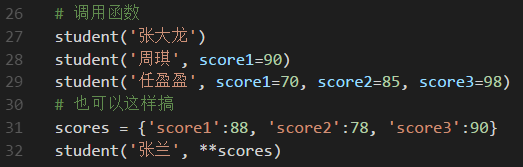 26 # 调用函数
27 student('张大龙')
28 student('周琪', score1=90)
29 student('任盈盈', score1=70, score2=85, score3=98)
30 # 也可以这样搞
31 scores = {'score1':88, 'score2':78, 'score3':90}
32 student('张兰', **scores)